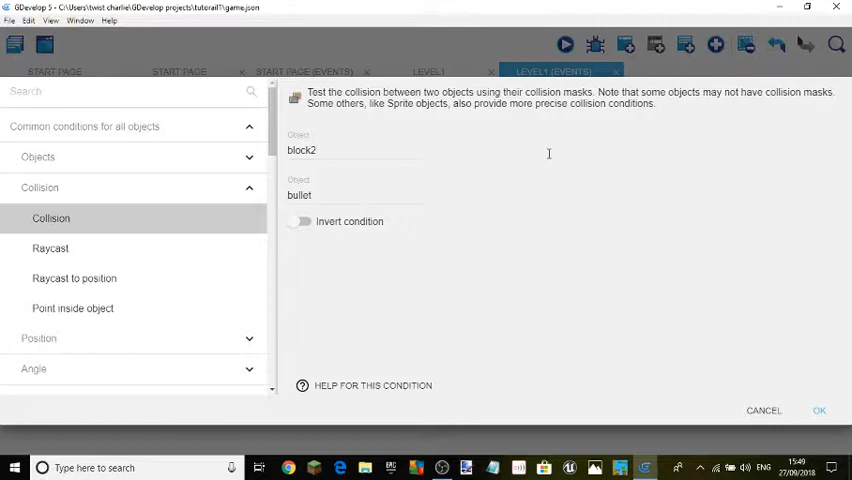 GDevelop 5 - C:\Users\twist charlie\GDevelop projects\tutorail1\game.json
File Edit View Window Help
START PAGE START PAGE START PAGE (EVENTS) LEVEL1 LEVEL1 (EVENTS)
Search
Common conditions for all objects
Objects
Collision
Collision
Raycast
Raycast to position
Point inside object
Position
Angle
Test the collision between two objects using their collision masks. Note that some objects may not have collision masks.
Some others, like Sprite objects, also provide more precise collision conditions.
Object
block2
Object
bullet
Invert condition
HELP FOR THIS CONDITION
CANCEL OK
Type here to search
EPIC
ENG
15:49
27/09/2018